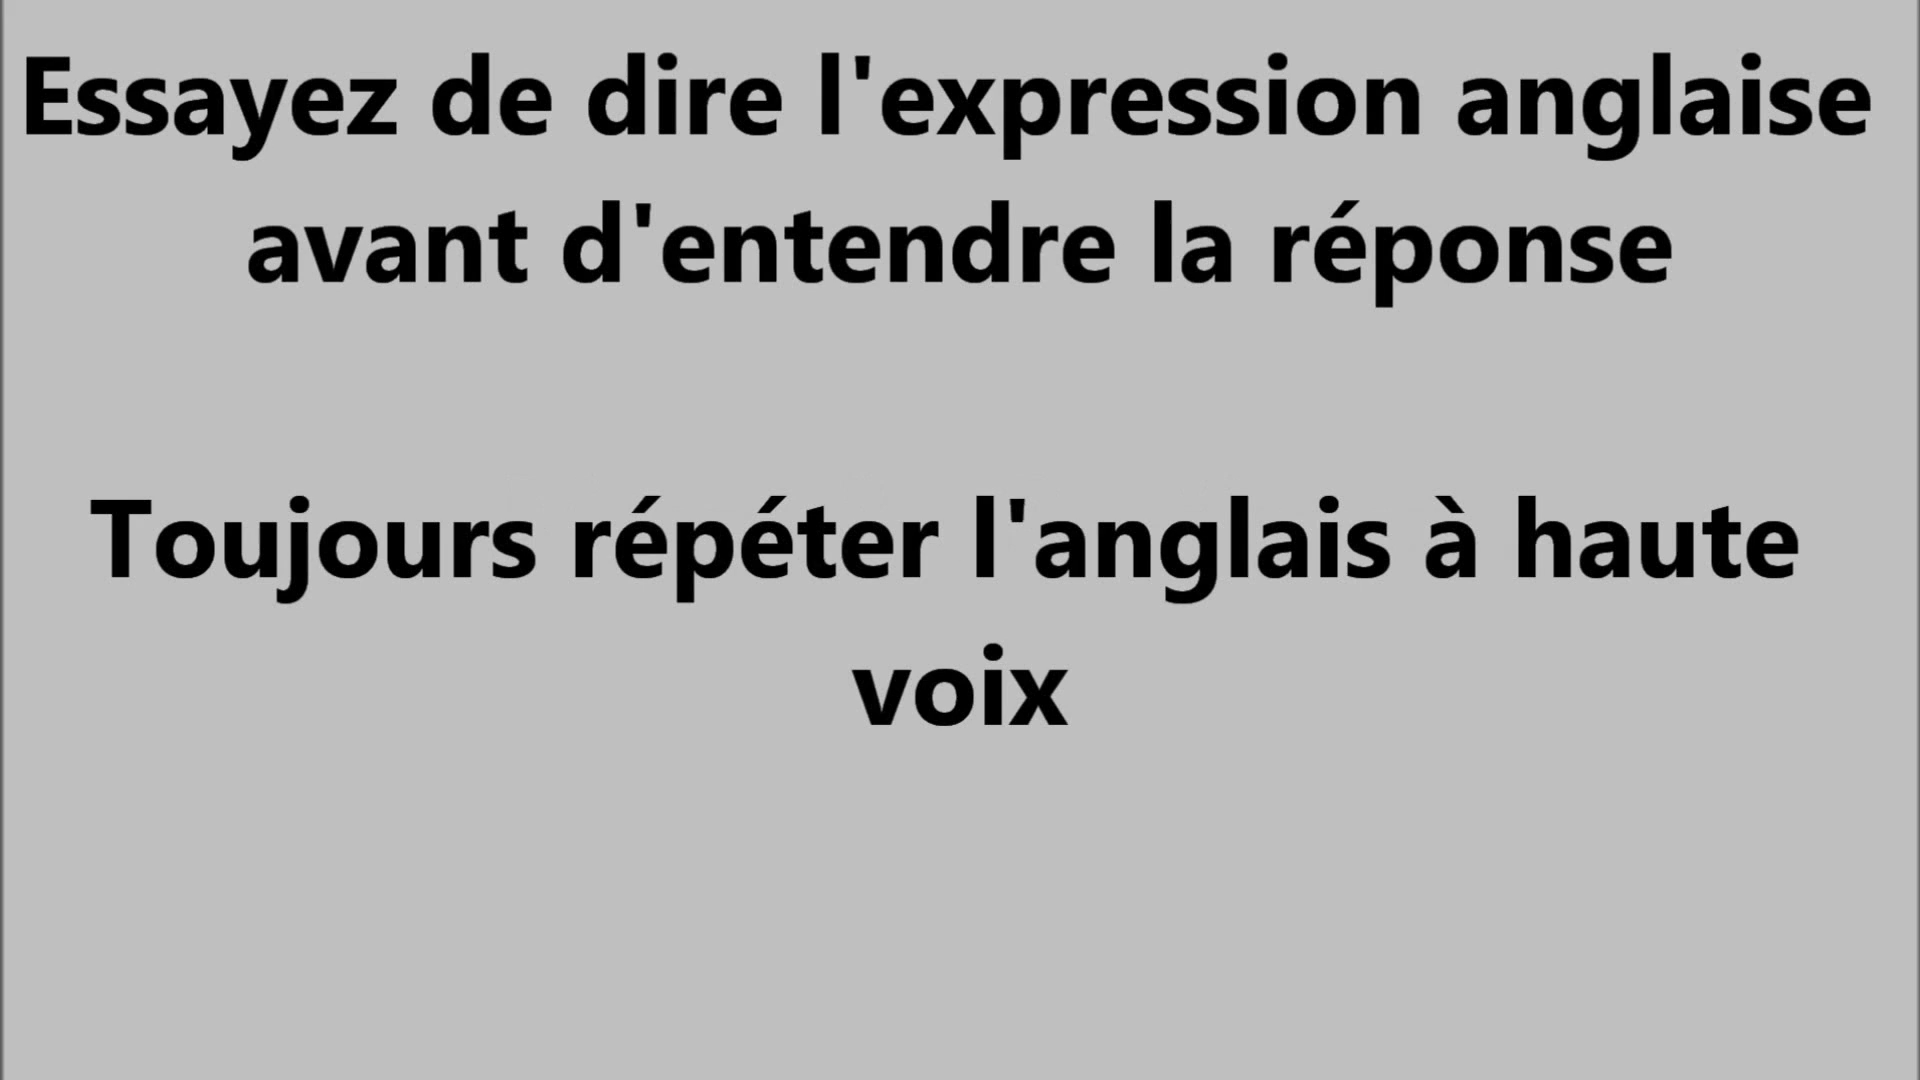 Essayez de dire l'expression anglaise
avant d'entendre la réponse
Toujours répéter l'anglais à haute
voix